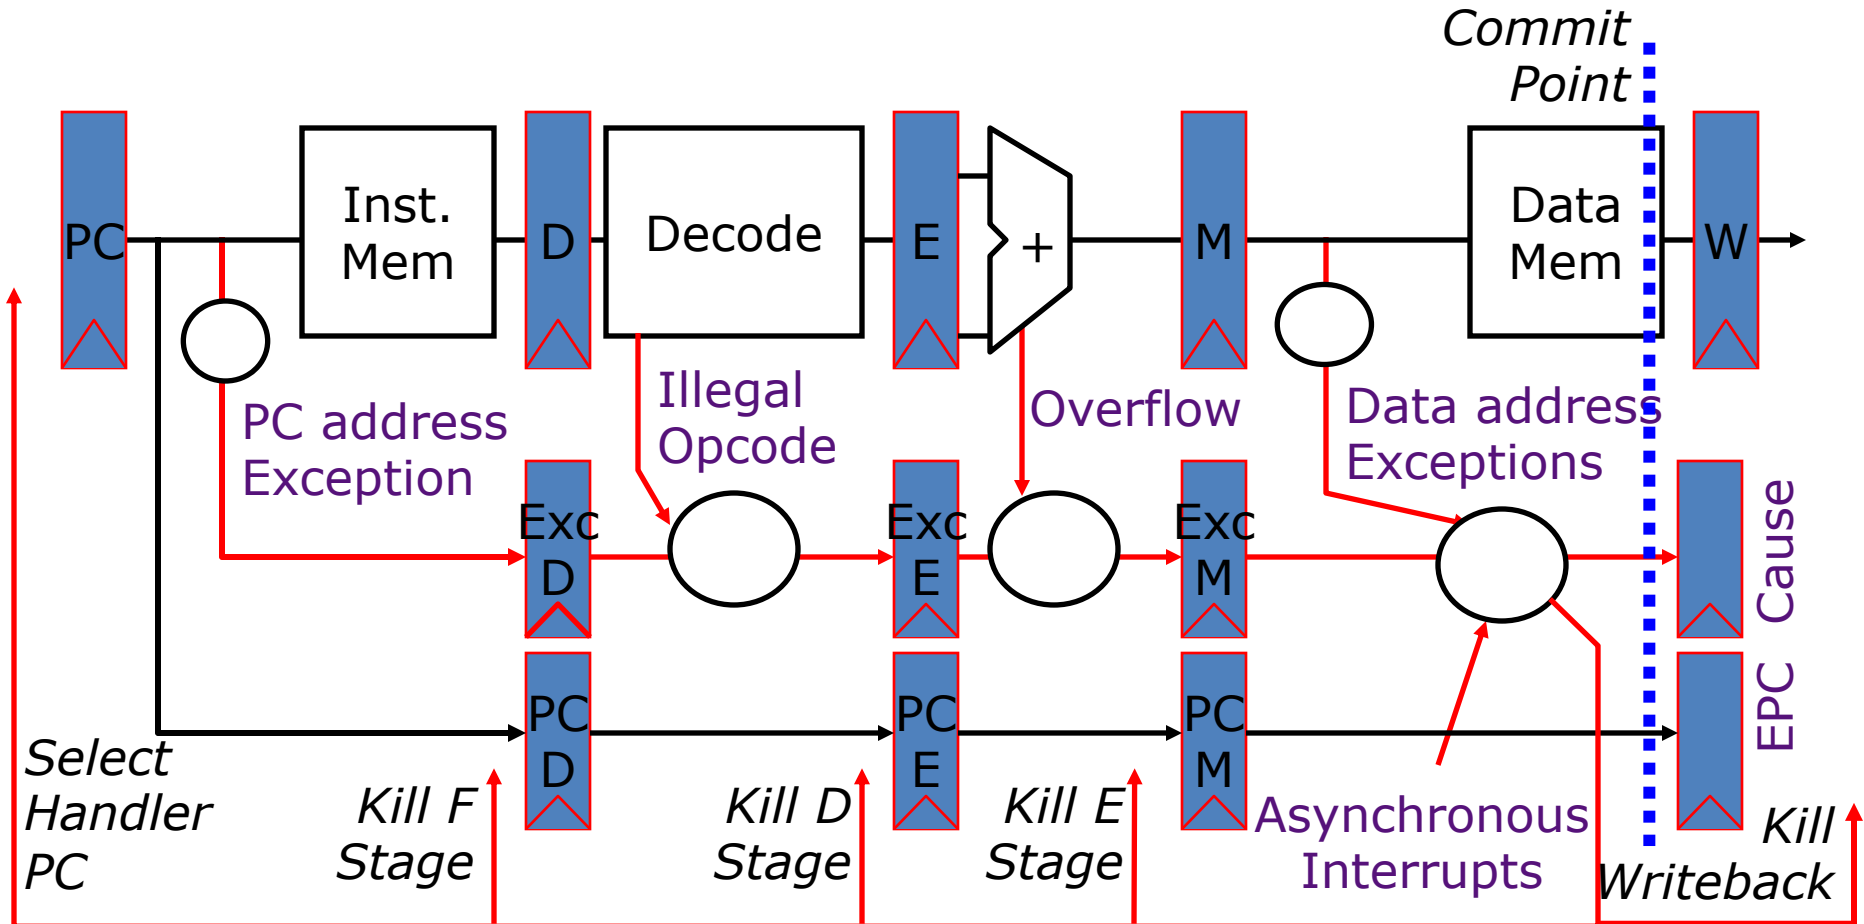 Commit
Point
PC
Inst.
Mem
D
Decode
E
+
M
Data
Mem
W
PC address
Exception
Illegal
Opcode
Overflow
Data address
Exceptions
Exc
D
Exc
E
Exc
M
Cause
PC
D
PC
E
PC
M
EPC
Select
Handler
PC
Kill F
Stage
Kill D
Stage
Kill E
Stage
Asynchronous
Interrupts
Kill
Writeback